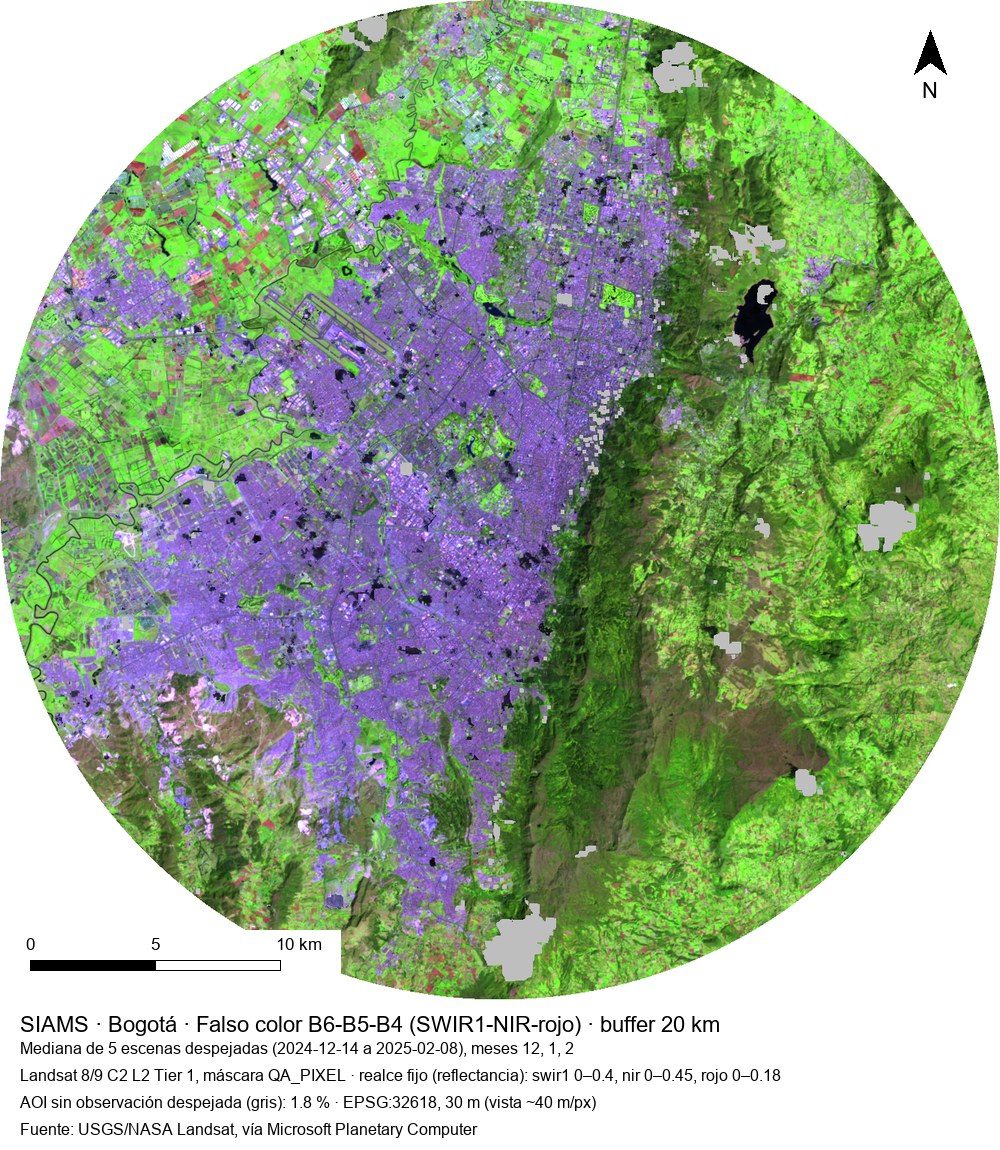 N
0 5 10 km
SIAMS · Bogotá · Falso color B6-B5-B4 (SWIR1-NIR-rojo) · buffer 20 km
Mediana de 5 escenas despejadas (2024-12-14 a 2025-02-08), meses 12, 1, 2
Landsat 8/9 C2 L2 Tier 1, máscara QA_PIXEL · realce fijo (reflectancia): swir1 0–0.4, nir 0–0.45, rojo 0–0.18
AOI sin observación despejada (gris): 1.8 % · EPSG:32618, 30 m (vista ~40 m/px)
Fuente: USGS/NASA Landsat, vía Microsoft Planetary Computer